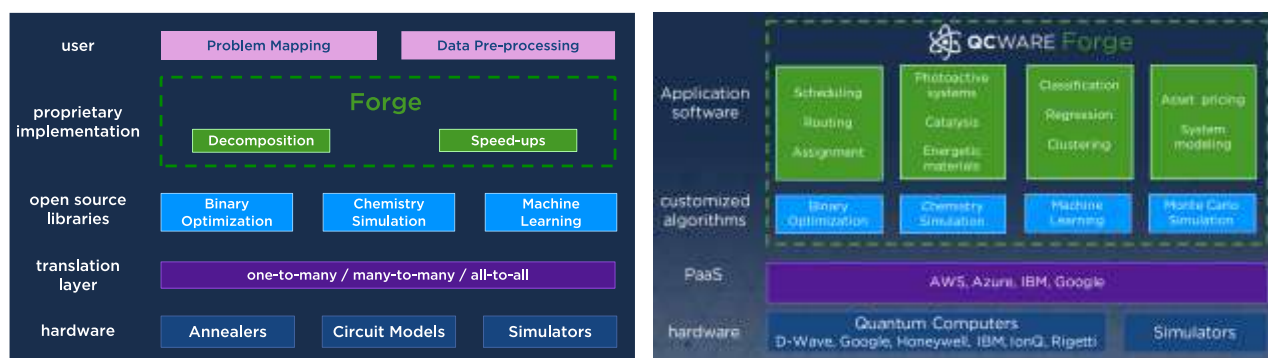 user
Problem Mapping
Data Pre-processing
proprietary
implementation
Forge
Decomposition
Speed-ups
open source
libraries
Binary
Optimization
Chemistry
Simulation
Machine
Learning
translation
layer
one-to-many / many-to-many / all-to-all
hardware
Annealers
Circuit Models
Simulators
QCWARE Forge
Application
software
Scheduling
Routing
Assignment
Photoactive
systems
Catalysis
Energetic
materials
Classification
Regression
Clustering
Asset pricing
System
modeling
customized
algorithms
Binary
Optimization
Chemistry
Simulation
Machine
Learning
Monte Carlo
Simulation
PaaS
AWS, Azure, IBM, Google
hardware
Quantum Computers
D-Wave, Google, Honeywell, IBM, IonQ, Rigetti
Simulators